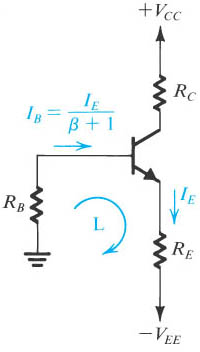 +V_CC
R_C
I_B = I_E / β + 1
I_E
R_B
L
R_E
−V_EE